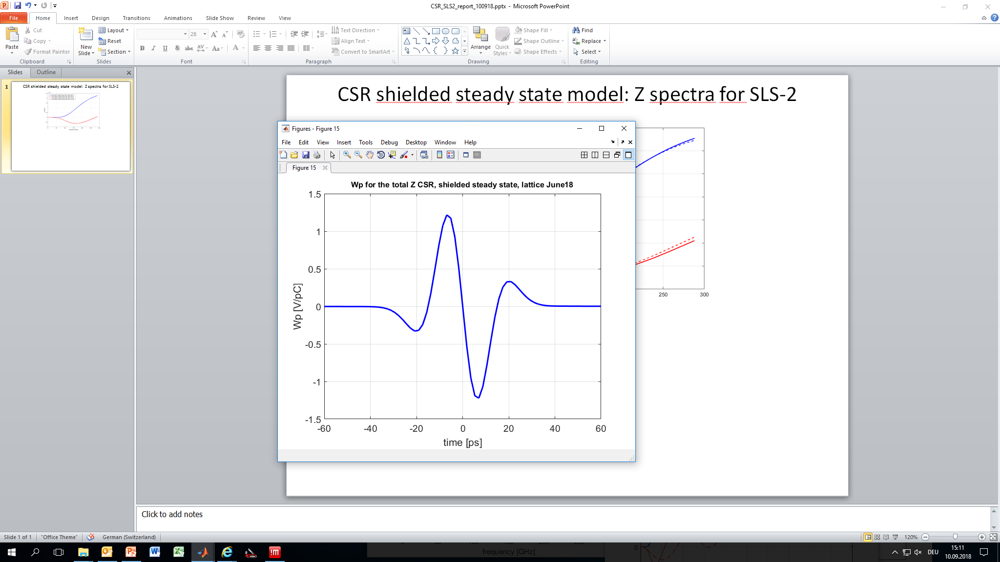 CSR_SLS2_report_100918.pptx - Microsoft PowerPoint
File Home Insert Design Transitions Animations Slide Show Review View
Paste
Cut
Copy
Format Painter
Clipboard
New Slide
Layout
Reset
Section
Slides
28
Font
Text Direction
Align Text
Convert to SmartArt
Paragraph
Arrange
Quick Styles
Shape Fill
Shape Outline
Shape Effects
Drawing
Find
Replace
Select
Editing
Slides Outline
1
CSR shielded steady state model: Z spectra for SLS-2
CSR shielded steady state model: Z spectra for SLS-2
250 300
Figures - Figure 15
File Edit View Insert Tools Debug Desktop Window Help
Figure 15
Wp for the total Z CSR, shielded steady state, lattice June18
1.5
1
0.5
0
-0.5
-1
-1.5
Wp [V/pC]
-60 -40 -20 0 20 40 60
time [ps]
Click to add notes
Slide 1 of 1 "Office Theme" German (Switzerland) 120%
frequency [GHz]
0
DEU
15:11
10.09.2018